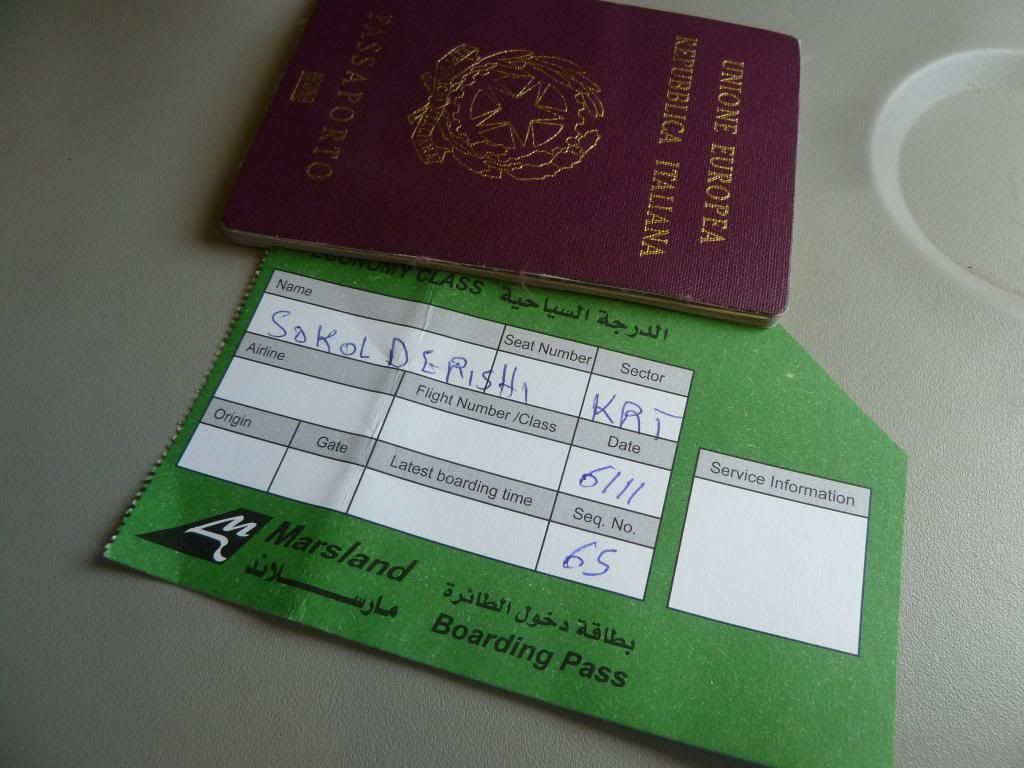 UNIONE EUROPEA
REPUBBLICA ITALIANA
PASSAPORTO
ECONOMY CLASS الدرجة السياحية
Name
Seat Number
Sector
SOKOL DERISHI
KRT
Airline
Flight Number /Class
Date
6/11
Origin
Gate
Latest boarding time
Seq. No.
65
Service Information
Marsland
مارسلاند
بطاقة دخول الطائرة
Boarding Pass